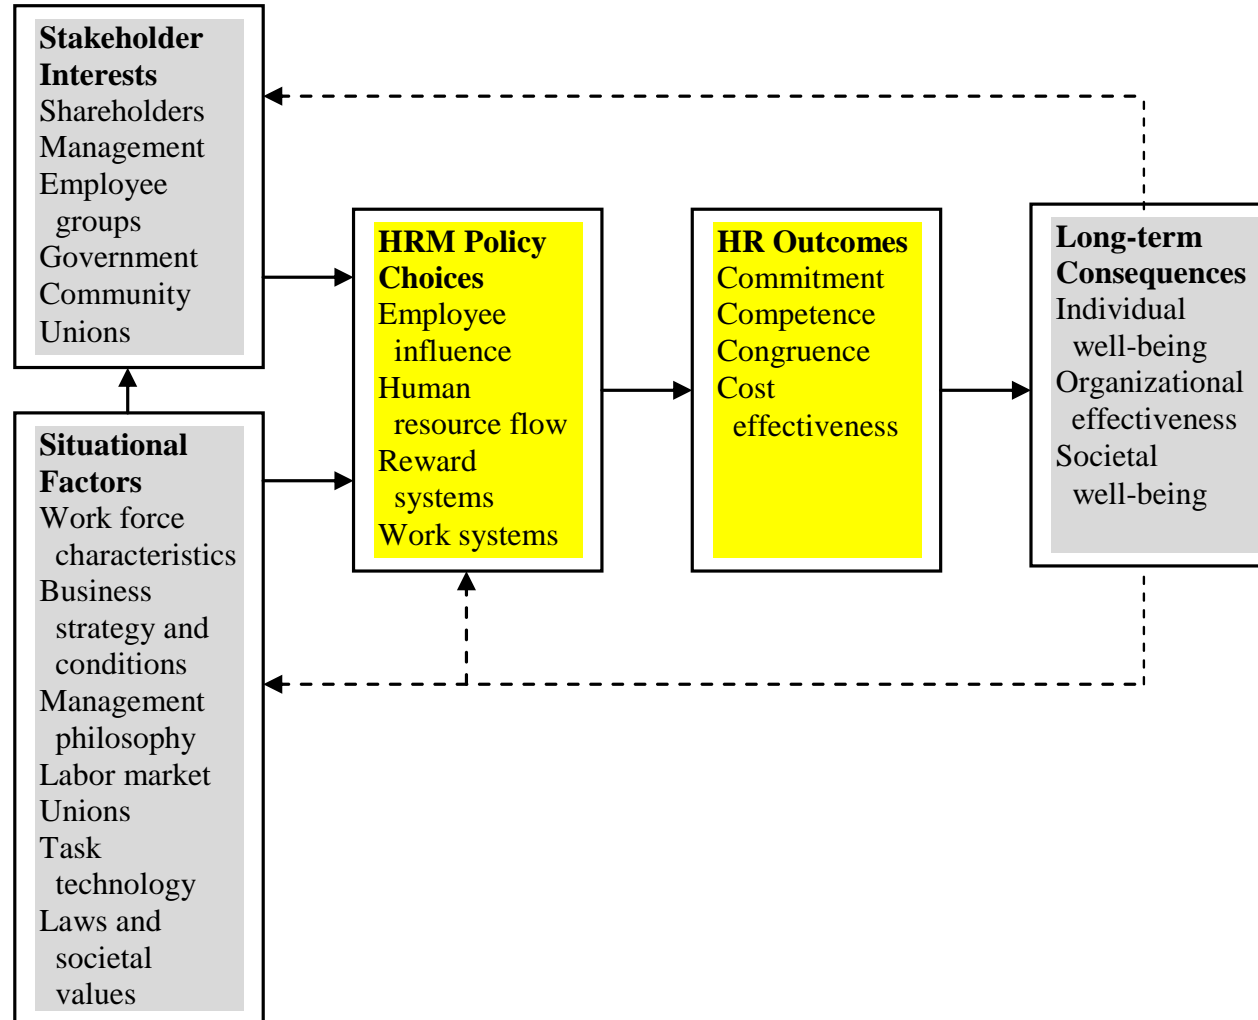 Stakeholder
Interests
Shareholders
Management
Employee
groups
Government
Community
Unions
Situational
Factors
Work force
characteristics
Business
strategy and
conditions
Management
philosophy
Labor market
Unions
Task
technology
Laws and
societal
values
HRM Policy
Choices
Employee
influence
Human
resource flow
Reward
systems
Work systems
HR Outcomes
Commitment
Competence
Congruence
Cost
effectiveness
Long-term
Consequences
Individual
well-being
Organizational
effectiveness
Societal
well-being